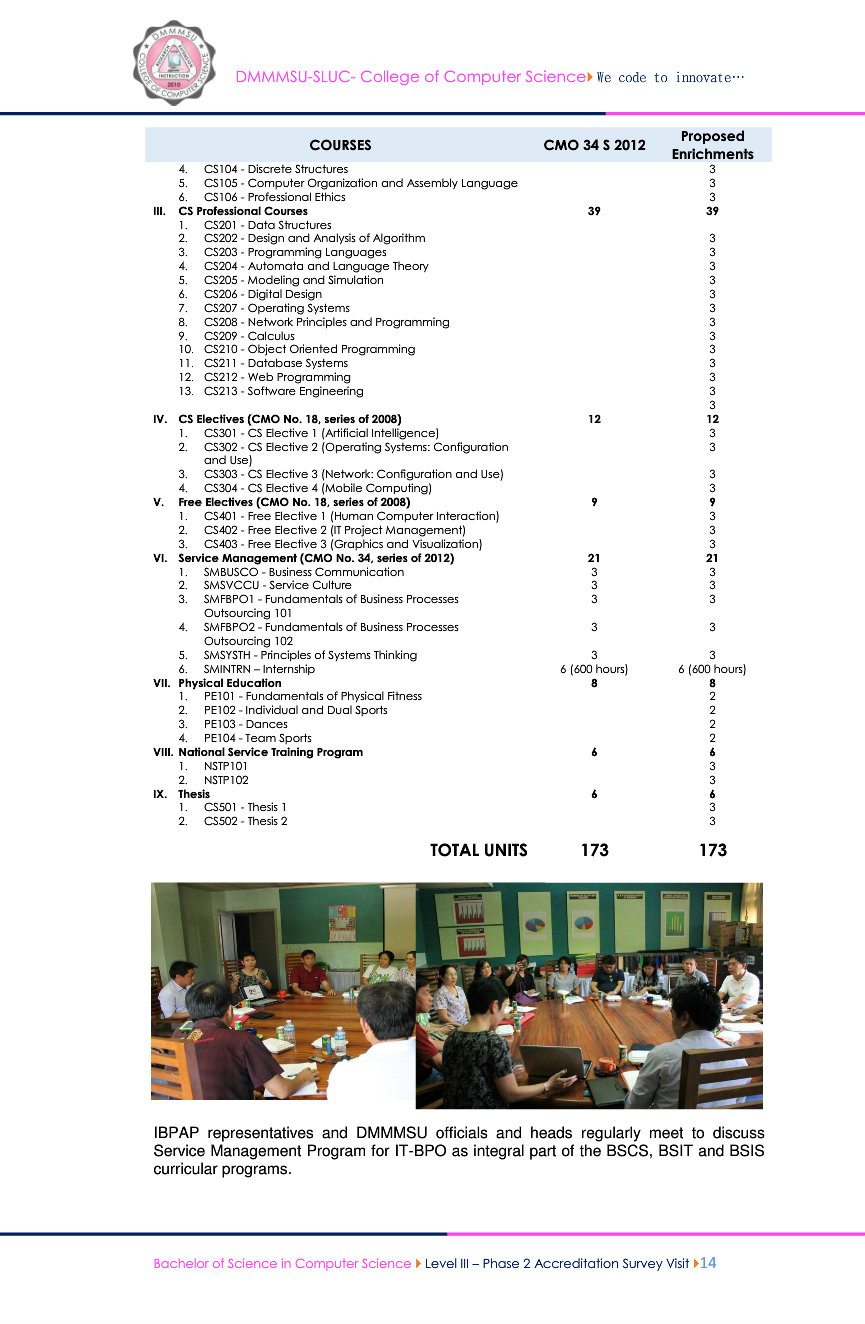 DMMMSU
COLLEGE OF COMPUTER SCIENCE
RESEARCH
EXTENSION
INSTRUCTION
2010
DMMMSU-SLUC- College of Computer Science We code to innovate…
COURSES CMO 34 S 2012 Proposed Enrichments
4. CS104 - Discrete Structures 3
5. CS105 - Computer Organization and Assembly Language 3
6. CS106 - Professional Ethics 3
III. CS Professional Courses 39 39
1. CS201 - Data Structures
2. CS202 - Design and Analysis of Algorithm 3
3. CS203 - Programming Languages 3
4. CS204 - Automata and Language Theory 3
5. CS205 - Modeling and Simulation 3
6. CS206 - Digital Design 3
7. CS207 - Operating Systems 3
8. CS208 - Network Principles and Programming 3
9. CS209 - Calculus 3
10. CS210 - Object Oriented Programming 3
11. CS211 - Database Systems 3
12. CS212 - Web Programming 3
13. CS213 - Software Engineering 3
3
IV. CS Electives (CMO No. 18, series of 2008) 12 12
1. CS301 - CS Elective 1 (Artificial Intelligence) 3
2. CS302 - CS Elective 2 (Operating Systems: Configuration 3
and Use)
3. CS303 - CS Elective 3 (Network: Configuration and Use) 3
4. CS304 - CS Elective 4 (Mobile Computing) 3
V. Free Electives (CMO No. 18, series of 2008) 9 9
1. CS401 - Free Elective 1 (Human Computer Interaction) 3
2. CS402 - Free Elective 2 (IT Project Management) 3
3. CS403 - Free Elective 3 (Graphics and Visualization) 3
VI. Service Management (CMO No. 34, series of 2012) 21 21
1. SMBUSCO - Business Communication 3 3
2. SMSVCCU - Service Culture 3 3
3. SMFBPO1 - Fundamentals of Business Processes 3 3
Outsourcing 101
4. SMFBPO2 - Fundamentals of Business Processes 3 3
Outsourcing 102
5. SMSYSTH - Principles of Systems Thinking 3 3
6. SMINTRN – Internship 6 (600 hours) 6 (600 hours)
VII. Physical Education 8 8
1. PE101 - Fundamentals of Physical Fitness 2
2. PE102 - Individual and Dual Sports 2
3. PE103 - Dances 2
4. PE104 - Team Sports 2
VIII. National Service Training Program 6 6
1. NSTP101 3
2. NSTP102 3
IX. Thesis 6 6
1. CS501 - Thesis 1 3
2. CS502 - Thesis 2 3
TOTAL UNITS 173 173
IBPAP representatives and DMMMSU officials and heads regularly meet to discuss
Service Management Program for IT-BPO as integral part of the BSCS, BSIT and BSIS
curricular programs.
Bachelor of Science in Computer Science Level III – Phase 2 Accreditation Survey Visit 14